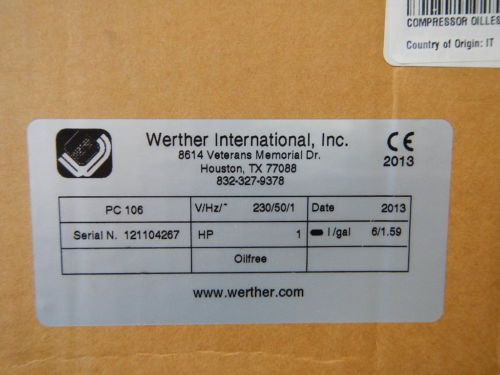 COMPRESSOR OILLES
Country of Origin: IT
Werther International, Inc.
8614 Veterans Memorial Dr.
Houston, TX 77088
832-327-9378
CE
2013
PC 106 V/Hz/~ 230/50/1 Date 2013
Serial N. 121104267 HP 1 l/gal 6/1.59
Oilfree
www.werther.com